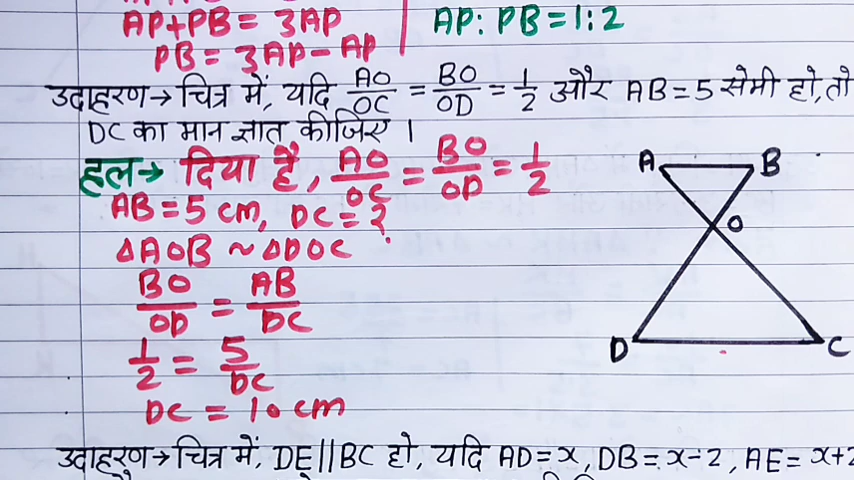 AP+PB = 3AP
PB = 3AP-AP
AP: PB = 1:2
उदाहरण→ चित्र में, यदि AO/OC = BO/OD = 1/2 और AB = 5 सेमी हो, तो
DC का मान ज्ञात कीजिए ।
हल→ दिया है, AO/OC = BO/OD = 1/2
AB = 5 cm, DC = ?
ΔAOB ~ ΔDOC
BO/OD = AB/DC
1/2 = 5/DC
DC = 10 cm
A B
O
D C
उदाहरण→ चित्र में, DE||BC हो, यदि AD=x, DB=x-2, AE=x+2